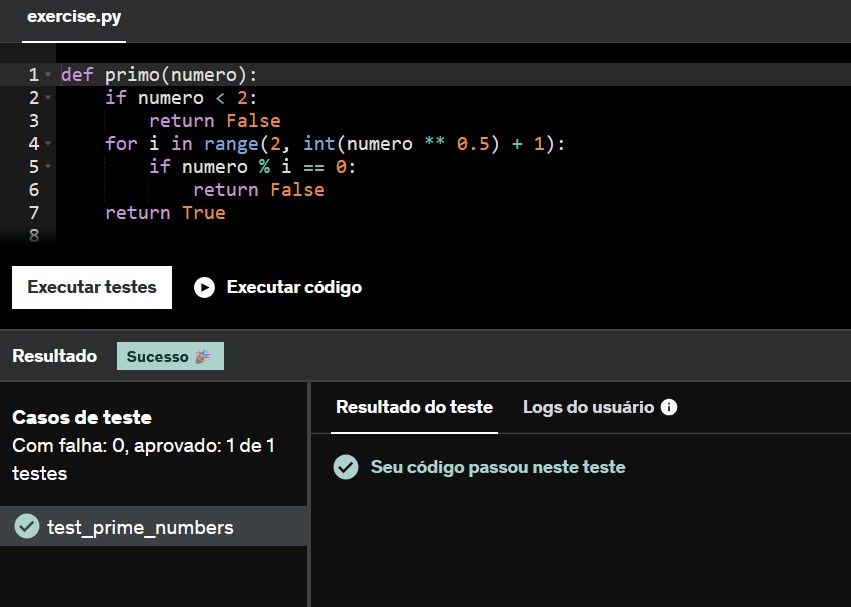 exercise.py
1 def primo(numero):
2     if numero < 2:
3         return False
4     for i in range(2, int(numero ** 0.5) + 1):
5         if numero % i == 0:
6             return False
7     return True
8
Executar testes Executar código
Resultado Sucesso 🎉
Resultado do teste Logs do usuário
Casos de teste
Com falha: 0, aprovado: 1 de 1
testes
Seu código passou neste teste
test_prime_numbers